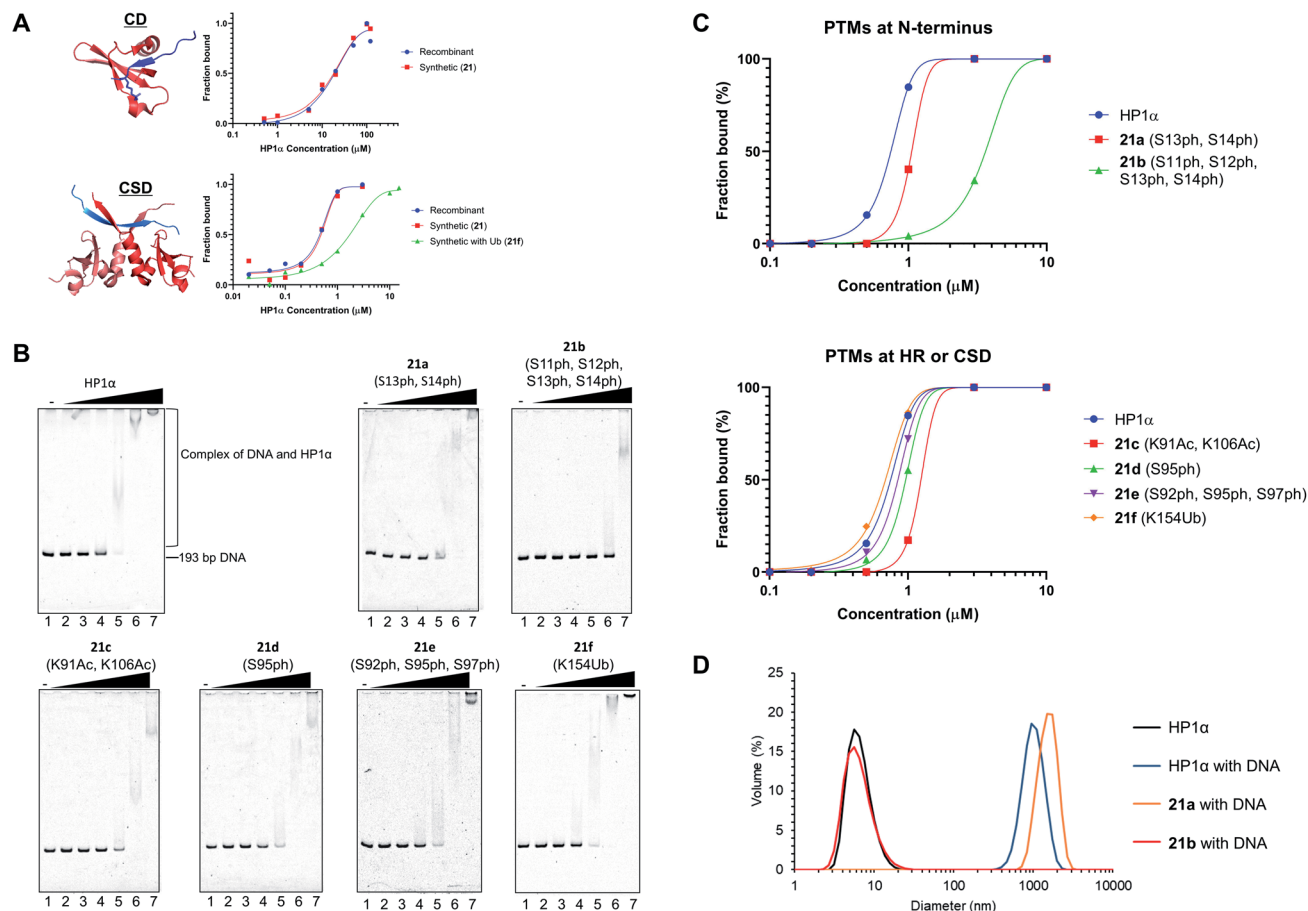 A
CD
Fraction bound
1.0
0.5
0.0
0.1
1
10
100
HP1α Concentration (μM)
Recombinant
Synthetic (21)
CSD
Fraction bound
1.0
0.5
0.0
0.01
0.1
1
10
HP1α Concentration (μM)
Recombinant
Synthetic (21)
Synthetic with Ub (21f)
B
HP1α
-
Complex of DNA and HP1α
193 bp DNA
1 2 3 4 5 6 7
21a
(S13ph, S14ph)
-
1 2 3 4 5 6 7
21b
(S11ph, S12ph,
S13ph, S14ph)
-
1 2 3 4 5 6 7
21c
(K91Ac, K106Ac)
-
1 2 3 4 5 6 7
21d
(S95ph)
-
1 2 3 4 5 6 7
21e
(S92ph, S95ph, S97ph)
-
1 2 3 4 5 6 7
21f
(K154Ub)
-
1 2 3 4 5 6 7
C
PTMs at N-terminus
Fraction bound (%)
100
50
0
0.1
1
10
Concentration (μM)
HP1α
21a (S13ph, S14ph)
21b (S11ph, S12ph,
S13ph, S14ph)
PTMs at HR or CSD
Fraction bound (%)
100
50
0
0.1
1
10
Concentration (μM)
HP1α
21c (K91Ac, K106Ac)
21d (S95ph)
21e (S92ph, S95ph, S97ph)
21f (K154Ub)
D
Volume (%)
25
20
15
10
5
0
1
10
100
1000
10000
Diameter (nm)
HP1α
HP1α with DNA
21a with DNA
21b with DNA